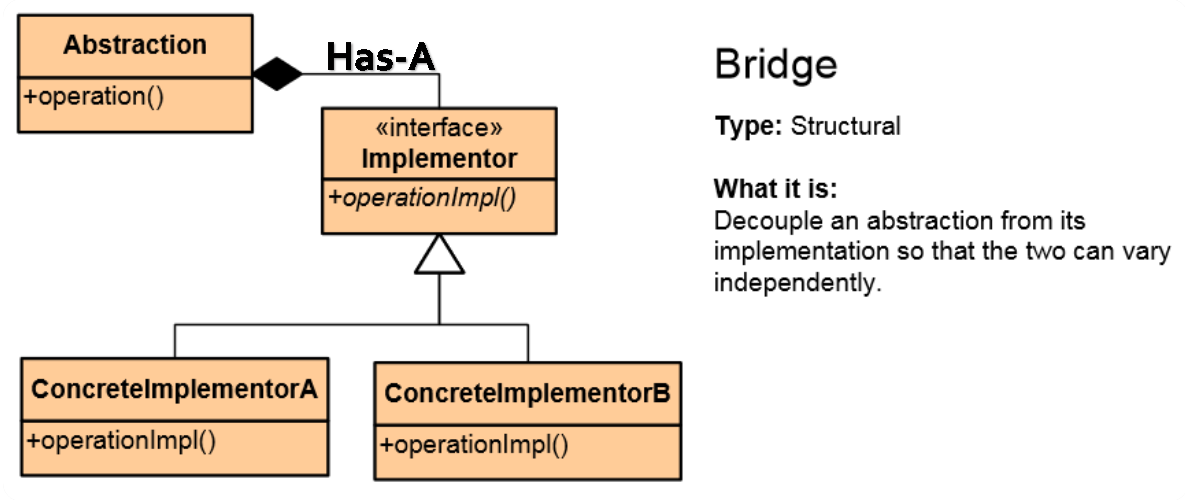 Abstraction
+operation()
Has-A
«interface»
Implementor
+operationImpl()
ConcreteImplementorA
+operationImpl()
ConcreteImplementorB
+operationImpl()
Bridge
Type: Structural
What it is:
Decouple an abstraction from its
implementation so that the two can vary
independently.